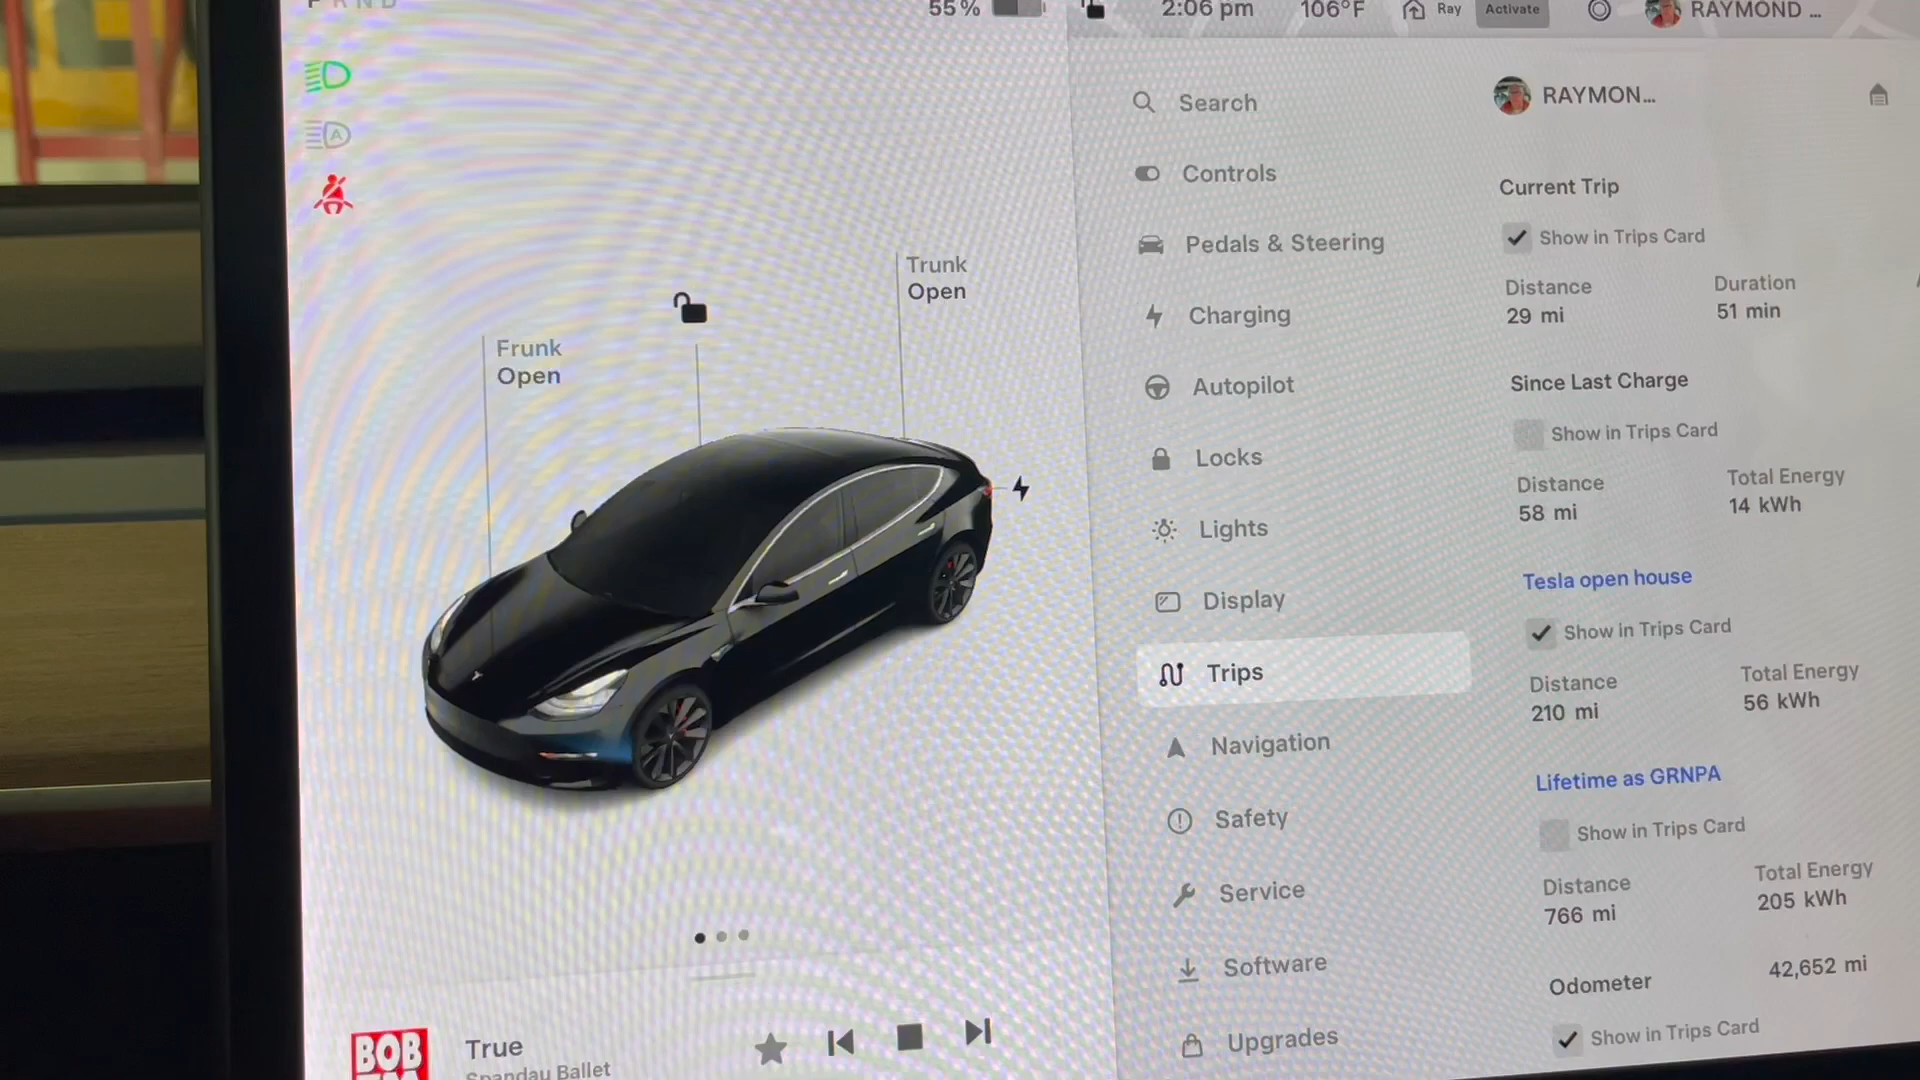 P R N D
55%
2:06 pm
106°F
Ray
Activate
RAYMOND ...
Trunk
Open
Frunk
Open
True
Spandau Ballet
BOB
Search
Controls
Pedals & Steering
Charging
Autopilot
Locks
Lights
Display
Trips
Navigation
Safety
Service
Software
Upgrades
RAYMON...
Current Trip
Show in Trips Card
Distance
Duration
29 mi
51 min
Since Last Charge
Show in Trips Card
Distance
Total Energy
58 mi
14 kWh
Tesla open house
Show in Trips Card
Distance
Total Energy
210 mi
56 kWh
Lifetime as GRNPA
Show in Trips Card
Distance
Total Energy
766 mi
205 kWh
Odometer
42,652 mi
Show in Trips Card